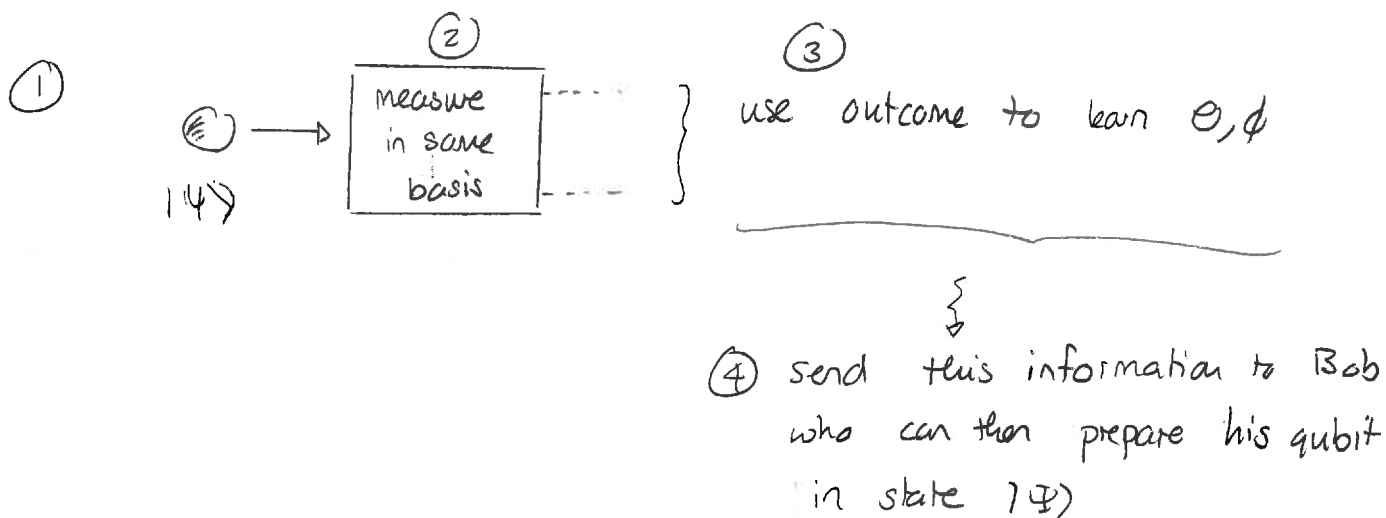 ①
|ψ⟩
②
measure
in some
basis
③
use outcome to learn θ,ϕ
④ send this information to Bob
who can then prepare his qubit
in state |Ψ⟩